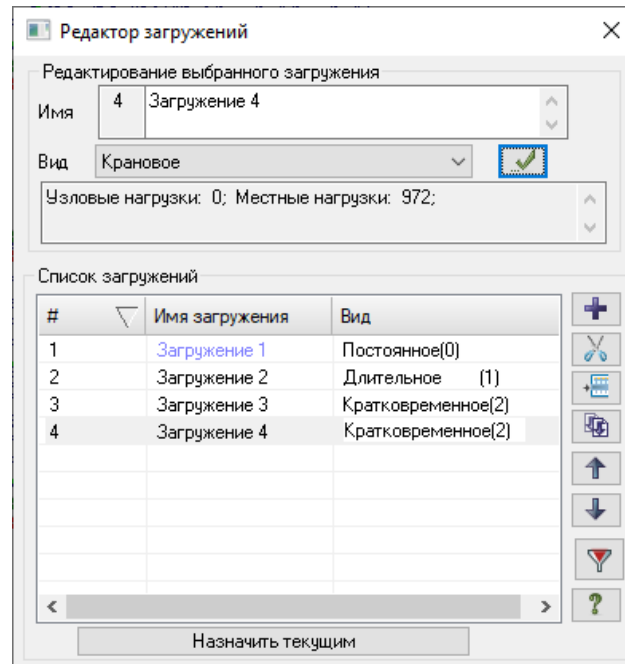 Редактор загружений
Редактирование выбранного загружения
Имя 4 Загружение 4
Вид Крановое
Узловые нагрузки: 0; Местные нагрузки: 972;
Список загружений
# Имя загружения Вид
1 Загружение 1 Постоянное(0)
2 Загружение 2 Длительное (1)
3 Загружение 3 Кратковременное(2)
4 Загружение 4 Кратковременное(2)
Назначить текущим